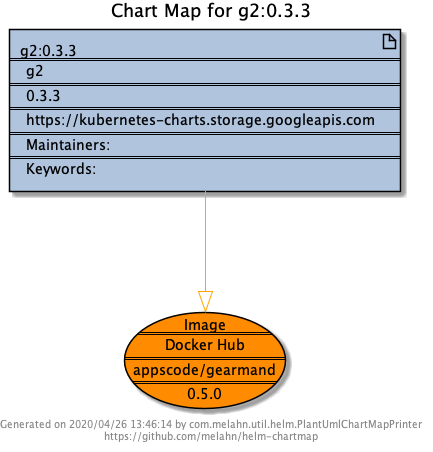 Chart Map for g2:0.3.3
g2:0.3.3
g2
0.3.3
https://kubernetes-charts.storage.googleapis.com
Maintainers:
Keywords:
Image
Docker Hub
appscode/gearmand
0.5.0
Generated on 2020/04/26 13:46:14 by com.melahn.util.helm.PlantUmlChartMapPrinter
https://github.com/melahn/helm-chartmap